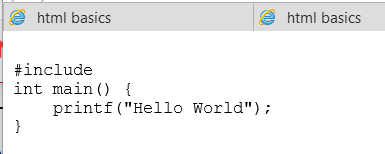 html basics
html basics
#include
int main() {
    printf("Hello World");
}